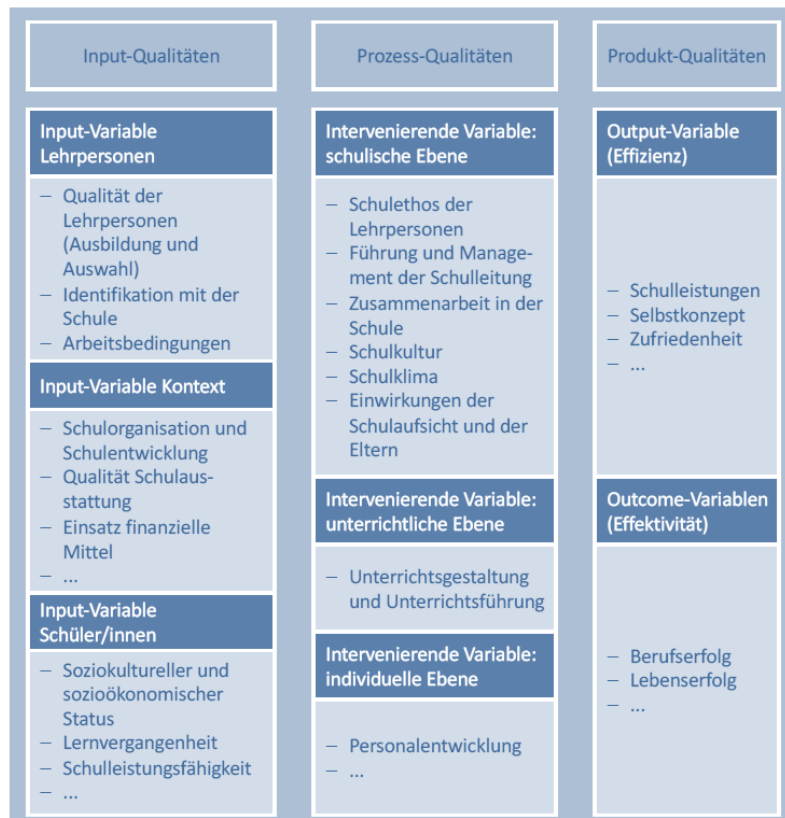 Input-Qualitäten
Input-Variable
Lehrpersonen
– Qualität der
Lehrpersonen
(Ausbildung und
Auswahl)
– Identifikation mit der
Schule
– Arbeitsbedingungen
Input-Variable Kontext
– Schulorganisation und
Schulentwicklung
– Qualität Schulaus-
stattung
– Einsatz finanzielle
Mittel
– ...
Input-Variable
Schüler/innen
– Soziokultureller und
sozioökonomischer
Status
– Lernvergangenheit
– Schulleistungsfähigkeit
– ...
Prozess-Qualitäten
Intervenierende Variable:
schulische Ebene
– Schulethos der
Lehrpersonen
– Führung und Manage-
ment der Schulleitung
– Zusammenarbeit in der
Schule
– Schulkultur
– Schulklima
– Einwirkungen der
Schulaufsicht und der
Eltern
Intervenierende Variable:
unterrichtliche Ebene
– Unterrichtsgestaltung
und Unterrichtsführung
Intervenierende Variable:
individuelle Ebene
– Personalentwicklung
– ...
Produkt-Qualitäten
Output-Variable
(Effizienz)
– Schulleistungen
– Selbstkonzept
– Zufriedenheit
– ...
Outcome-Variablen
(Effektivität)
– Berufserfolg
– Lebenserfolg
– ...